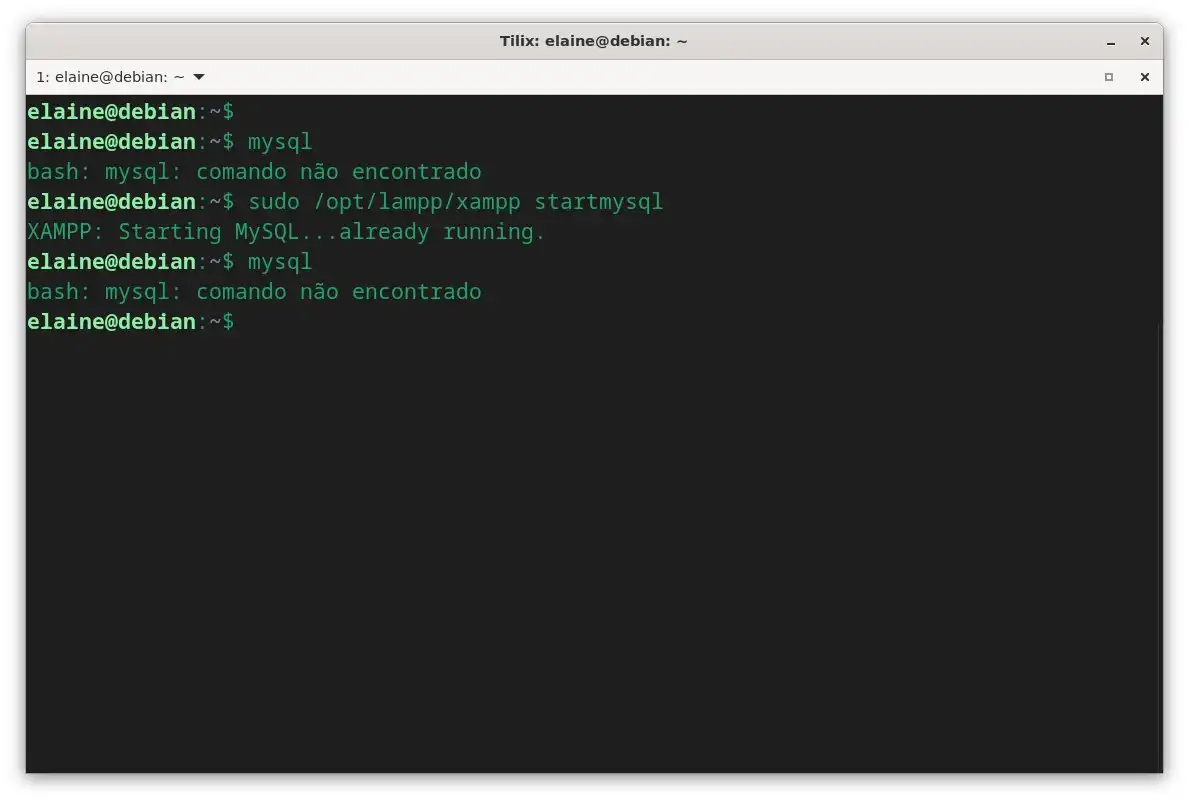 Tilix: elaine@debian: ~
1: elaine@debian: ~
elaine@debian:~$
elaine@debian:~$ mysql
bash: mysql: comando não encontrado
elaine@debian:~$ sudo /opt/lampp/xampp startmysql
XAMPP: Starting MySQL...already running.
elaine@debian:~$ mysql
bash: mysql: comando não encontrado
elaine@debian:~$